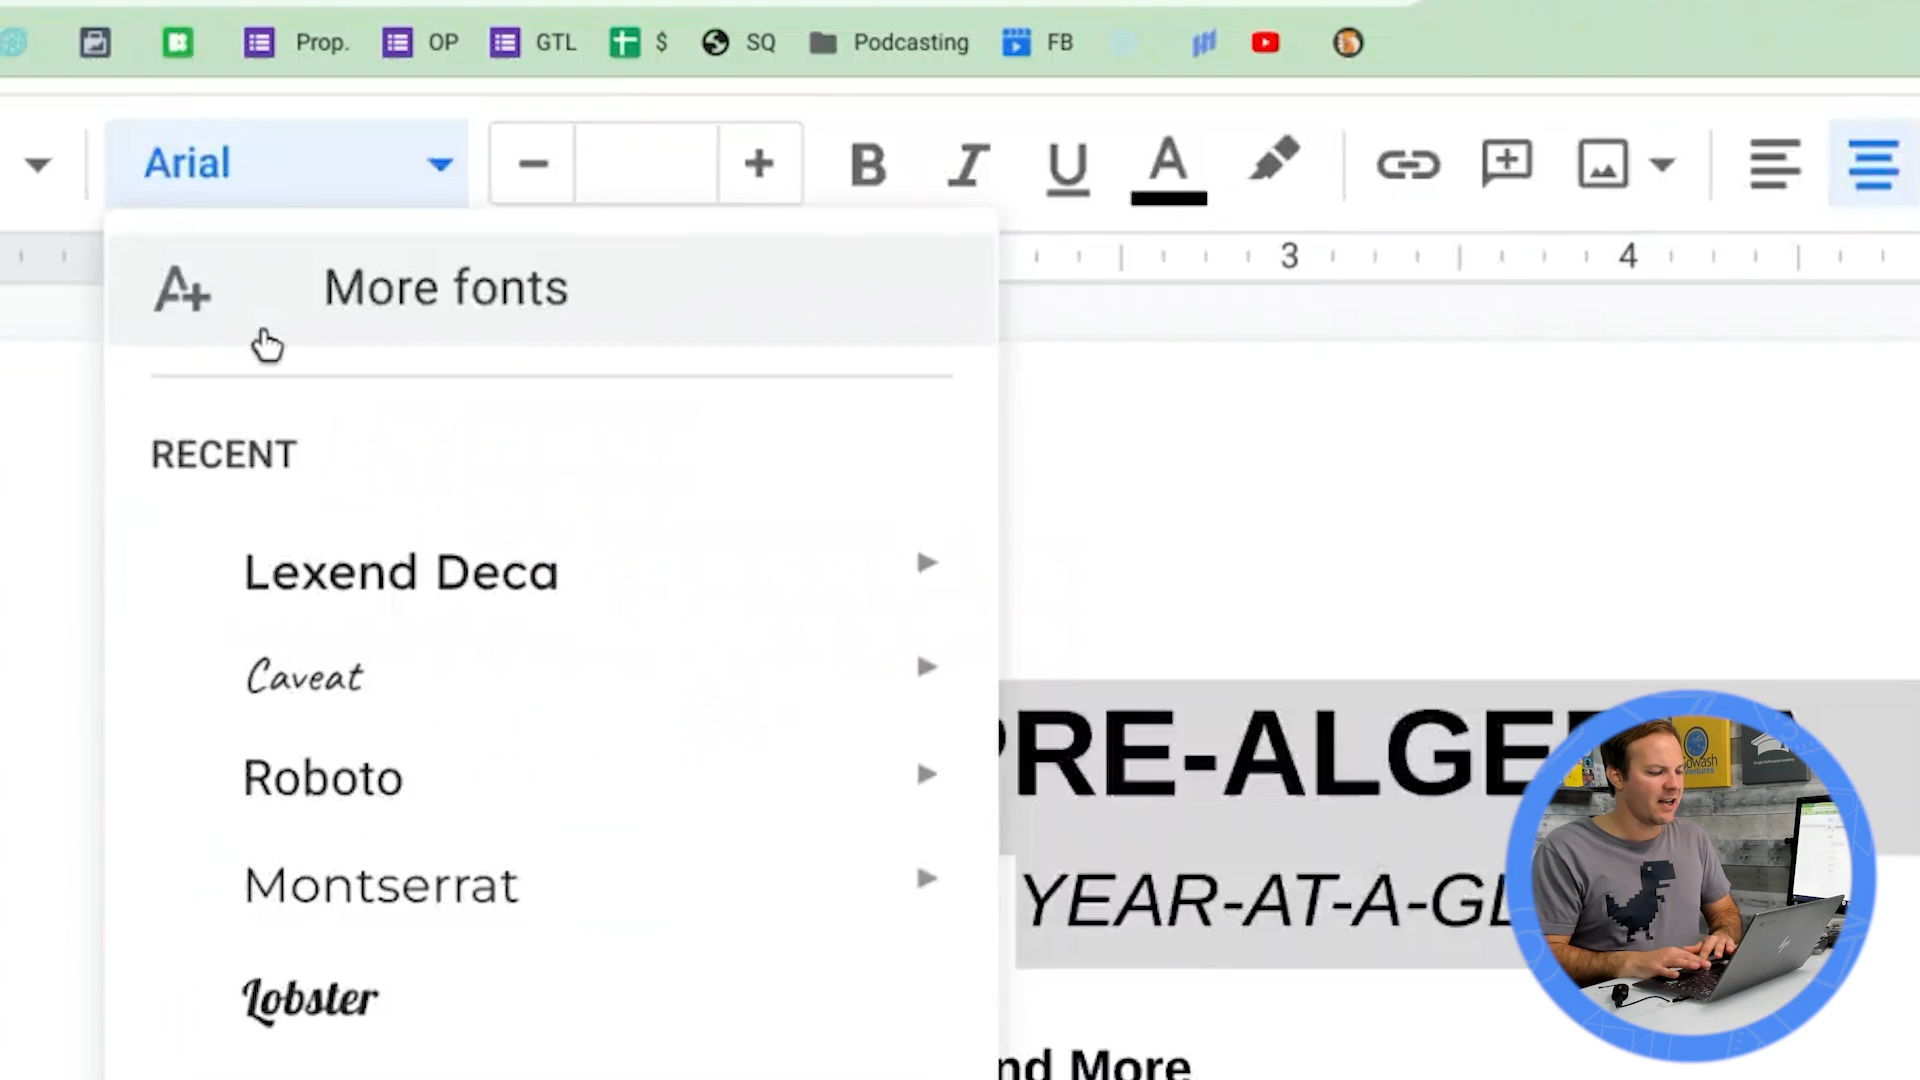 Prop. OP GTL $ SQ Podcasting FB
Arial
B I U A
3 4
More fonts
RECENT
Lexend Deca
Caveat
Roboto
Montserrat
Lobster
PRE-ALGE
YEAR-AT-A-GL
nd More